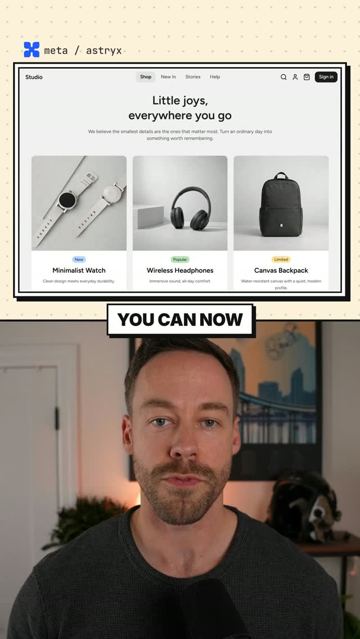 meta / astryx
Studio
Shop New In Stories Help
Sign in
Little joys,
everywhere you go
We believe the smallest details are the ones that matter most. Turn an ordinary day into
something worth remembering.
New
Popular
Limited
Minimalist Watch
Wireless Headphones
Canvas Backpack
Clean design meets everyday durability.
Immersive sound, all-day comfort.
Water-resistant canvas with a quiet, modern
profile.
YOU CAN NOW